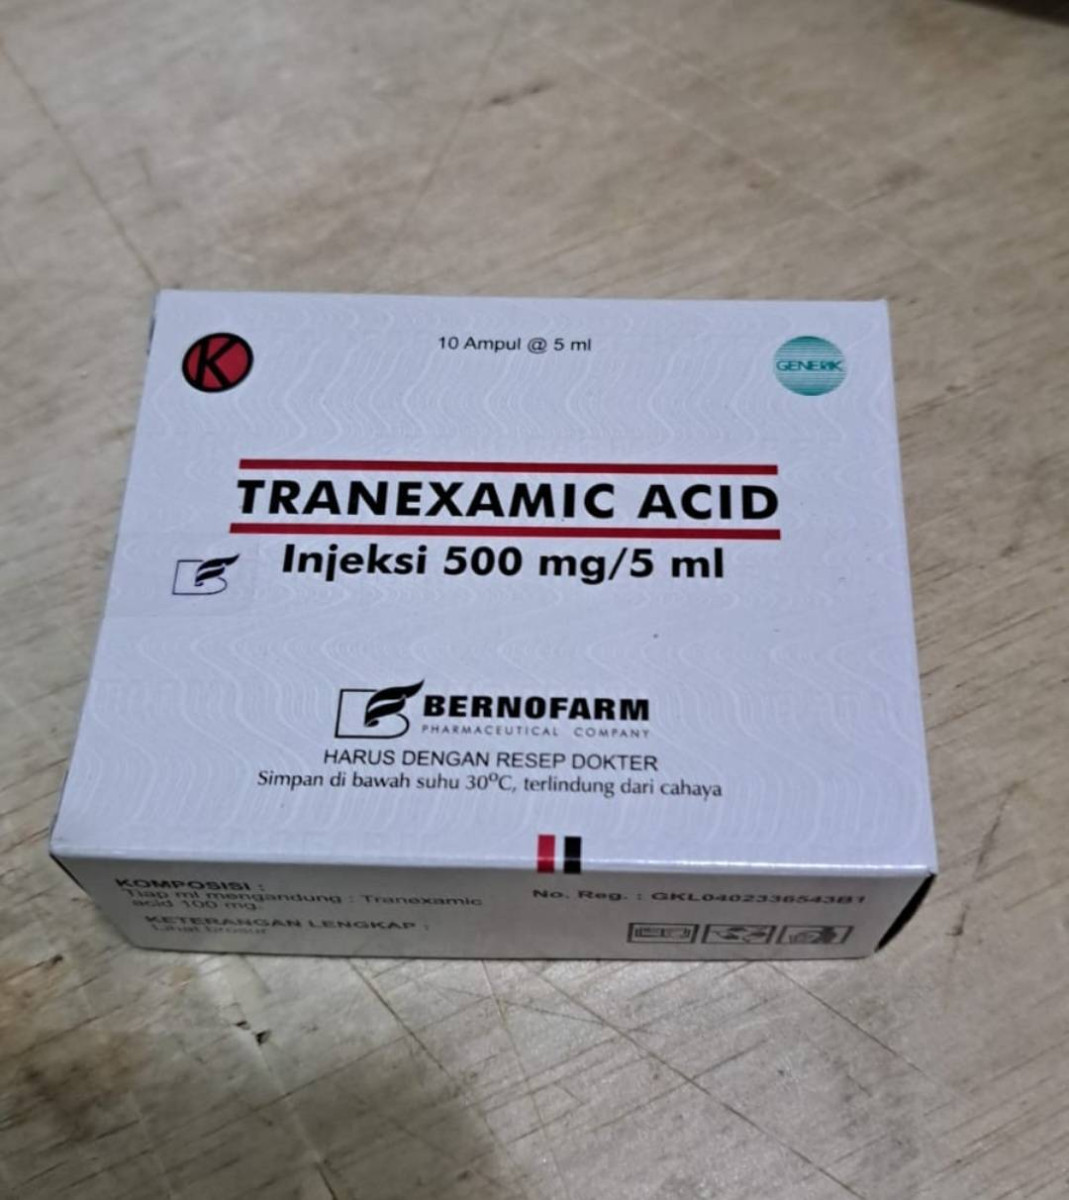 K
10 Ampul @ 5 ml
GENERIK
TRANEXAMIC ACID
Injeksi 500 mg/5 ml
BERNOFARM
PHARMACEUTICAL COMPANY
HARUS DENGAN RESEP DOKTER
Simpan di bawah suhu 30°C, terlindung dari cahaya
KOMPOSISI :
Tiap ml mengandung : Tranexamic
acid 100 mg.
No. Reg. : GKL0402336543B1
KETERANGAN LENGKAP :
Lihat brosur